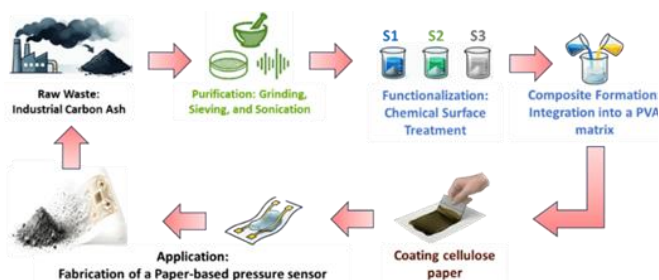 S1 S2 S3
Raw Waste:
Industrial Carbon Ash
Purification: Grinding,
Sieving, and Sonication
Functionalization:
Chemical Surface
Treatment
Composite Formation:
Integration into a PVA
matrix
Application:
Fabrication of a Paper-based pressure sensor
Coating cellulose
paper